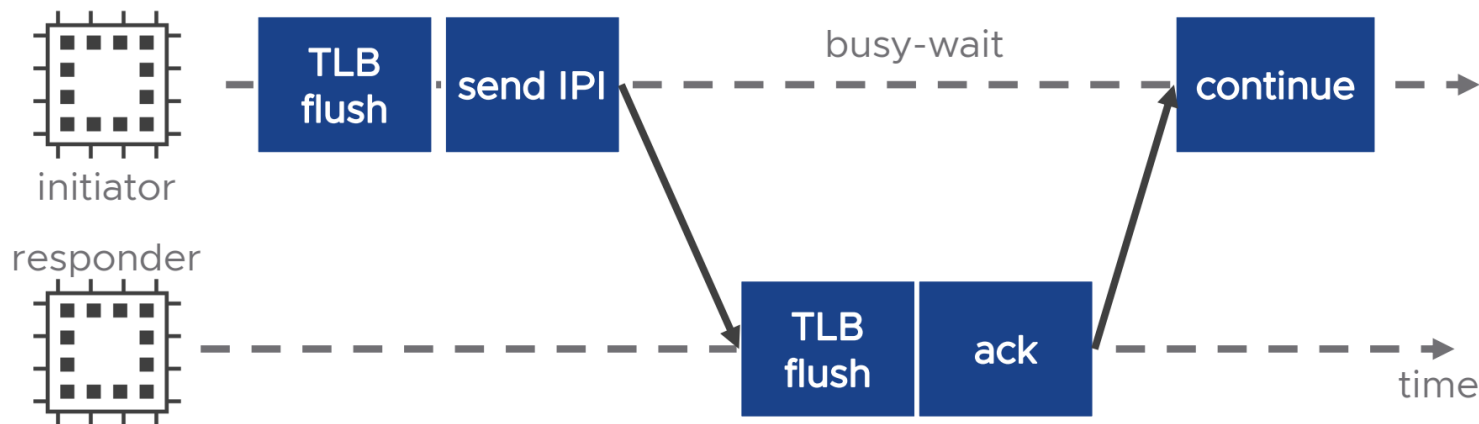 initiator
TLB
flush
send IPI
busy-wait
continue
responder
TLB
flush
ack
time